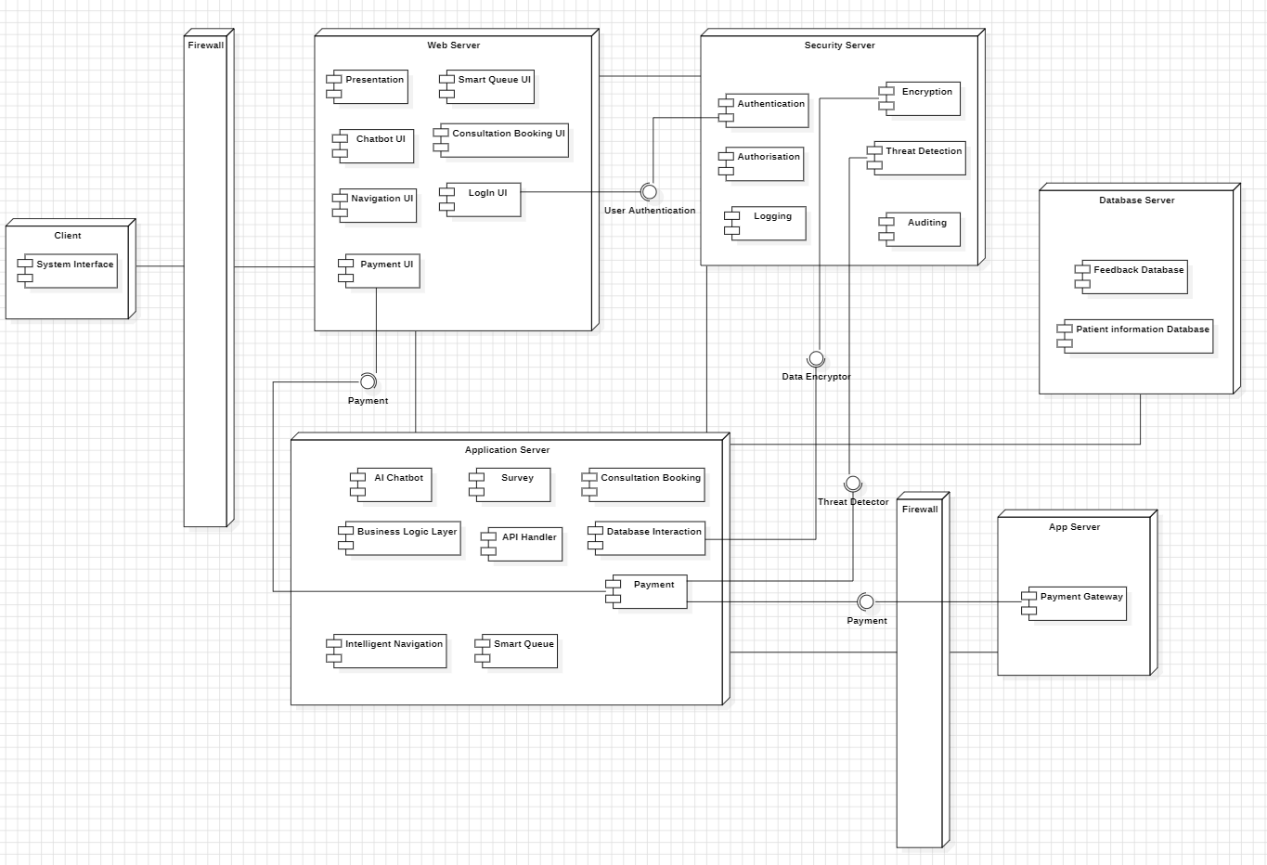 Firewall
Web Server
Presentation
Smart Queue UI
Chatbot UI
Consultation Booking UI
Navigation UI
LogIn UI
Payment UI
Security Server
Authentication
Encryption
Authorisation
Threat Detection
Logging
Auditing
User Authentication
Client
System Interface
Database Server
Feedback Database
Patient information Database
Data Encryptor
Payment
Application Server
AI Chatbot
Survey
Consultation Booking
Business Logic Layer
API Handler
Database Interaction
Payment
Intelligent Navigation
Smart Queue
Threat Detector
Payment
Firewall
App Server
Payment Gateway